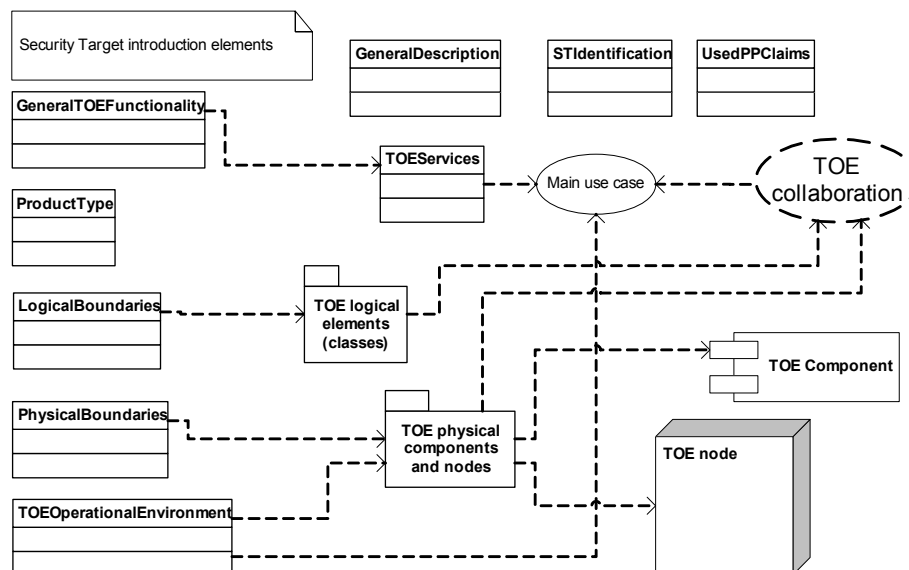 Security Target introduction elements
GeneralDescription
STIdentification
UsedPPClaims
GeneralTOEFunctionality
TOEServices
Main use case
TOE
collaboration
ProductType
LogicalBoundaries
TOE logical
elements
(classes)
TOE Component
PhysicalBoundaries
TOE physical
components
and nodes
TOE node
TOEOperationalEnvironment